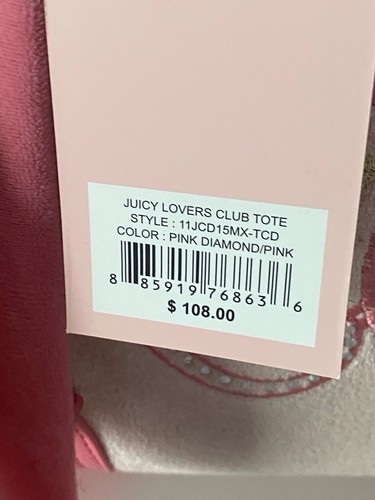 JUICY LOVERS CLUB TOTE
STYLE : 11JCD15MX-TCD
COLOR : PINK DIAMOND/PINK
8 85919 76863 6
$ 108.00